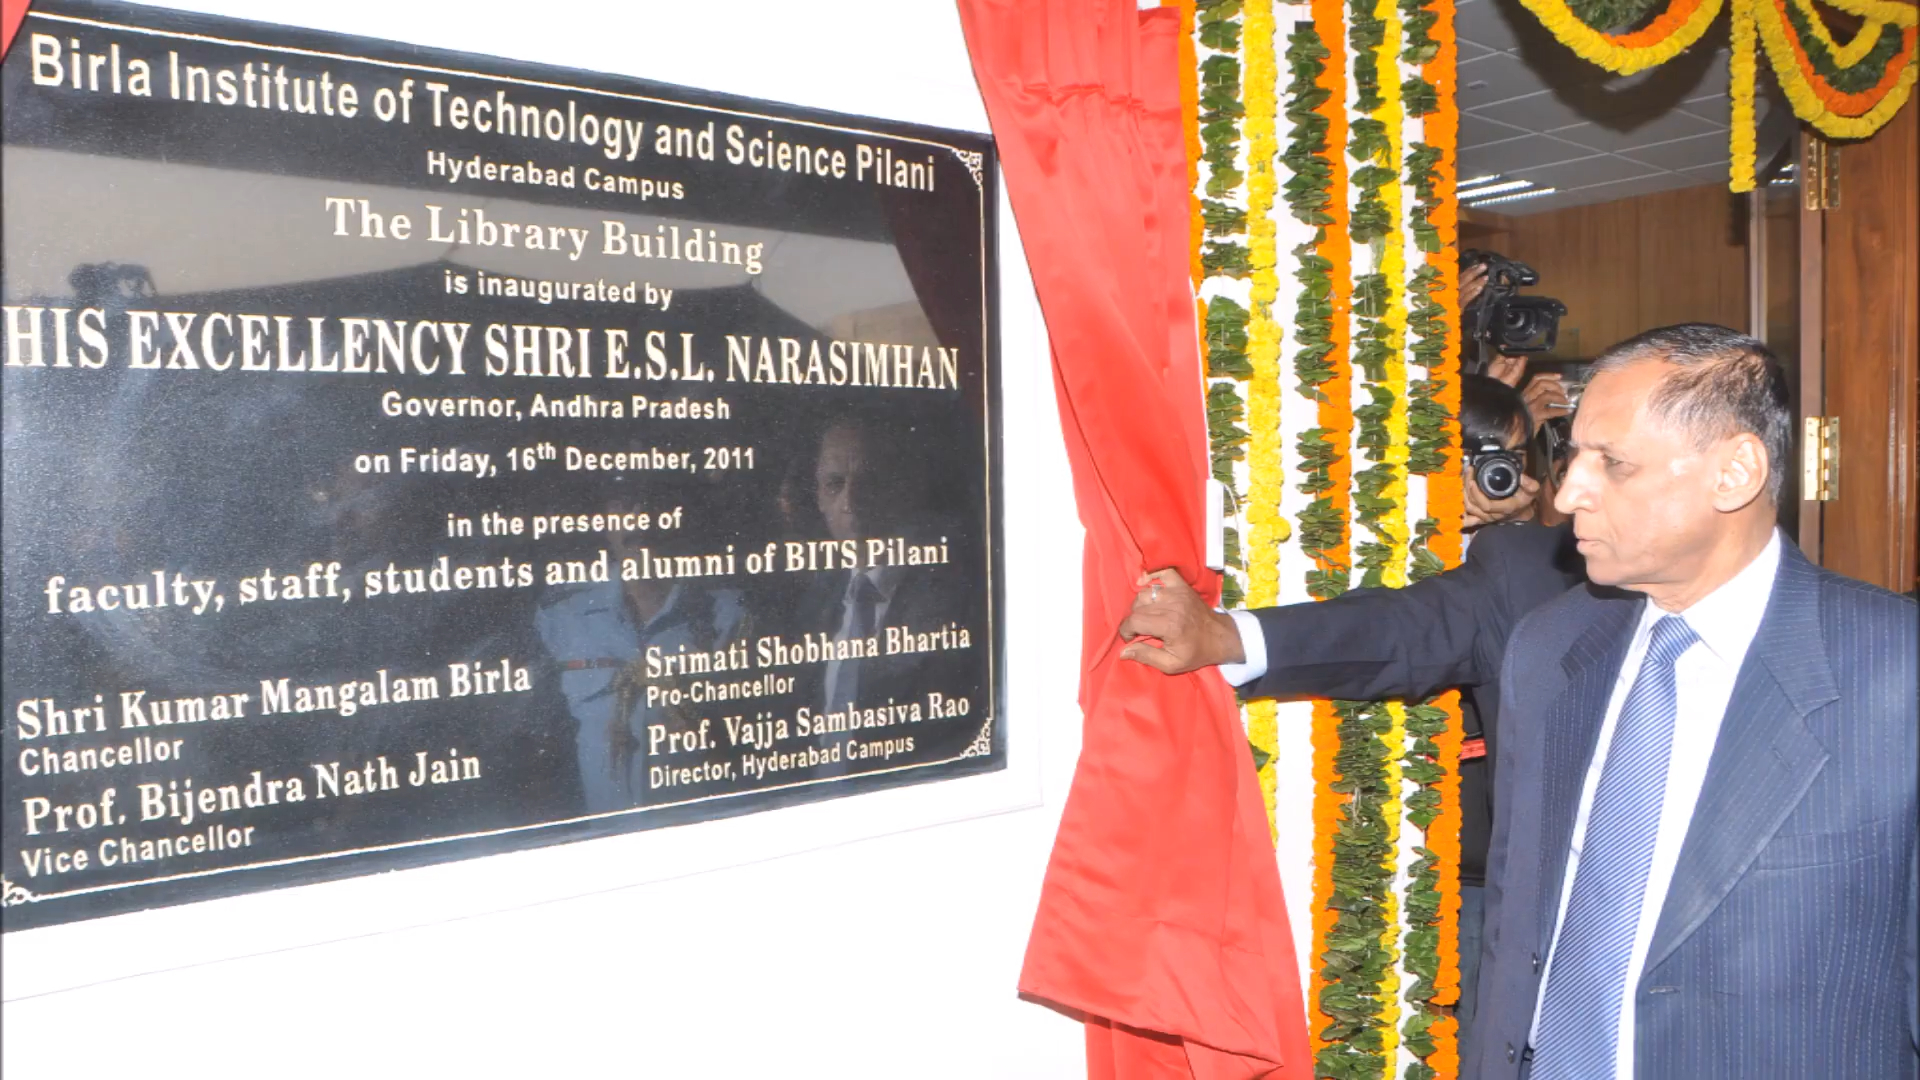 Birla Institute of Technology and Science Pilani
Hyderabad Campus
The Library Building
is inaugurated by
HIS EXCELLENCY SHRI E.S.L. NARASIMHAN
Governor, Andhra Pradesh
on Friday, 16th December, 2011
in the presence of
faculty, staff, students and alumni of BITS Pilani
Shri Kumar Mangalam Birla
Chancellor
Prof. Bijendra Nath Jain
Vice Chancellor
Srimati Shobhana Bhartia
Pro-Chancellor
Prof. Vajja Sambasiva Rao
Director, Hyderabad Campus